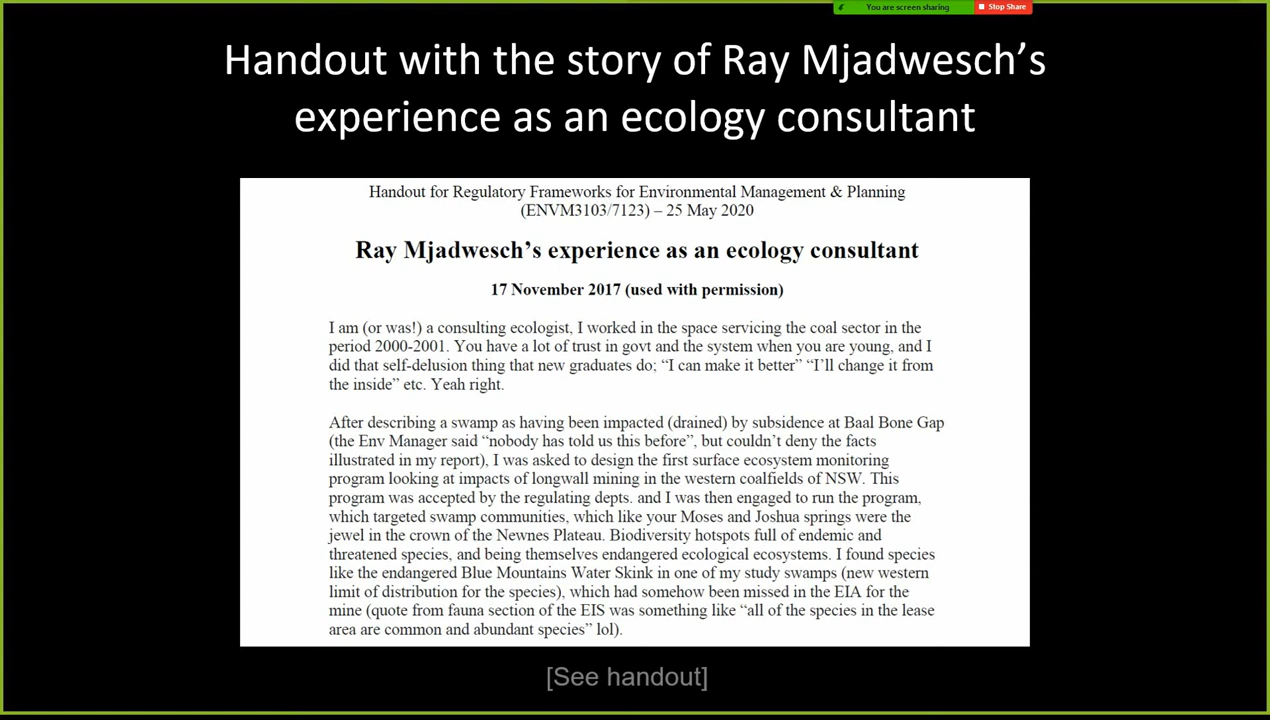 You are screen sharing
Stop Share
Handout with the story of Ray Mjadwesch’s
experience as an ecology consultant
Handout for Regulatory Frameworks for Environmental Management & Planning
(ENVM3103/7123) – 25 May 2020
Ray Mjadwesch’s experience as an ecology consultant
17 November 2017 (used with permission)
I am (or was!) a consulting ecologist, I worked in the space servicing the coal sector in the
period 2000-2001. You have a lot of trust in govt and the system when you are young, and I
did that self-delusion thing that new graduates do; “I can make it better” “I’ll change it from
the inside” etc. Yeah right.
After describing a swamp as having been impacted (drained) by subsidence at Baal Bone Gap
(the Env Manager said “nobody has told us this before”, but couldn’t deny the facts
illustrated in my report), I was asked to design the first surface ecosystem monitoring
program looking at impacts of longwall mining in the western coalfields of NSW. This
program was accepted by the regulating depts. and I was then engaged to run the program,
which targeted swamp communities, which like your Moses and Joshua springs were the
jewel in the crown of the Newnes Plateau. Biodiversity hotspots full of endemic and
threatened species, and being themselves endangered ecological ecosystems. I found species
like the endangered Blue Mountains Water Skink in one of my study swamps (new western
limit of distribution for the species), which had somehow been missed in the EIA for the
mine (quote from fauna section of the EIS was something like “all of the species in the lease
area are common and abundant species” lol).
[See handout]